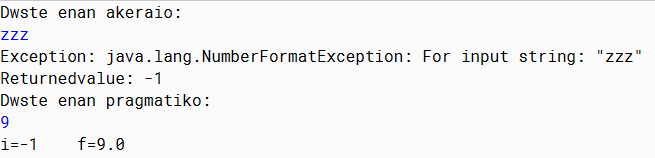 Dwste enan akeraio:
zzz
Exception: java.lang.NumberFormatException: For input string: "zzz"
Returnedvalue: -1
Dwste enan pragmatiko:
9
i=-1    f=9.0